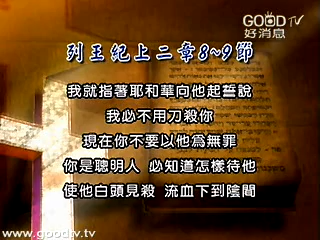 GOOD TV
好消息
列王紀上二章8~9節
我就指著耶和華向他起誓說
我必不用刀殺你
現在你不要以他為無罪
你是聰明人 必知道怎樣待他
使他白頭見殺 流血下到陰間
www.goodtv.tv